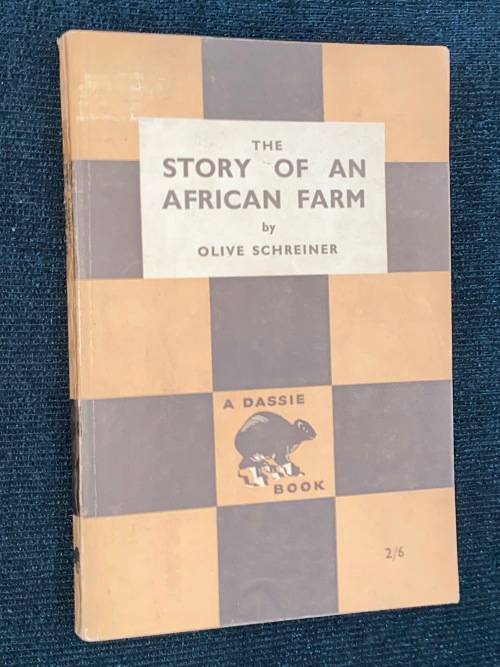 THE
STORY OF AN
AFRICAN FARM
by
OLIVE SCHREINER
A DASSIE
BOOK
2/6